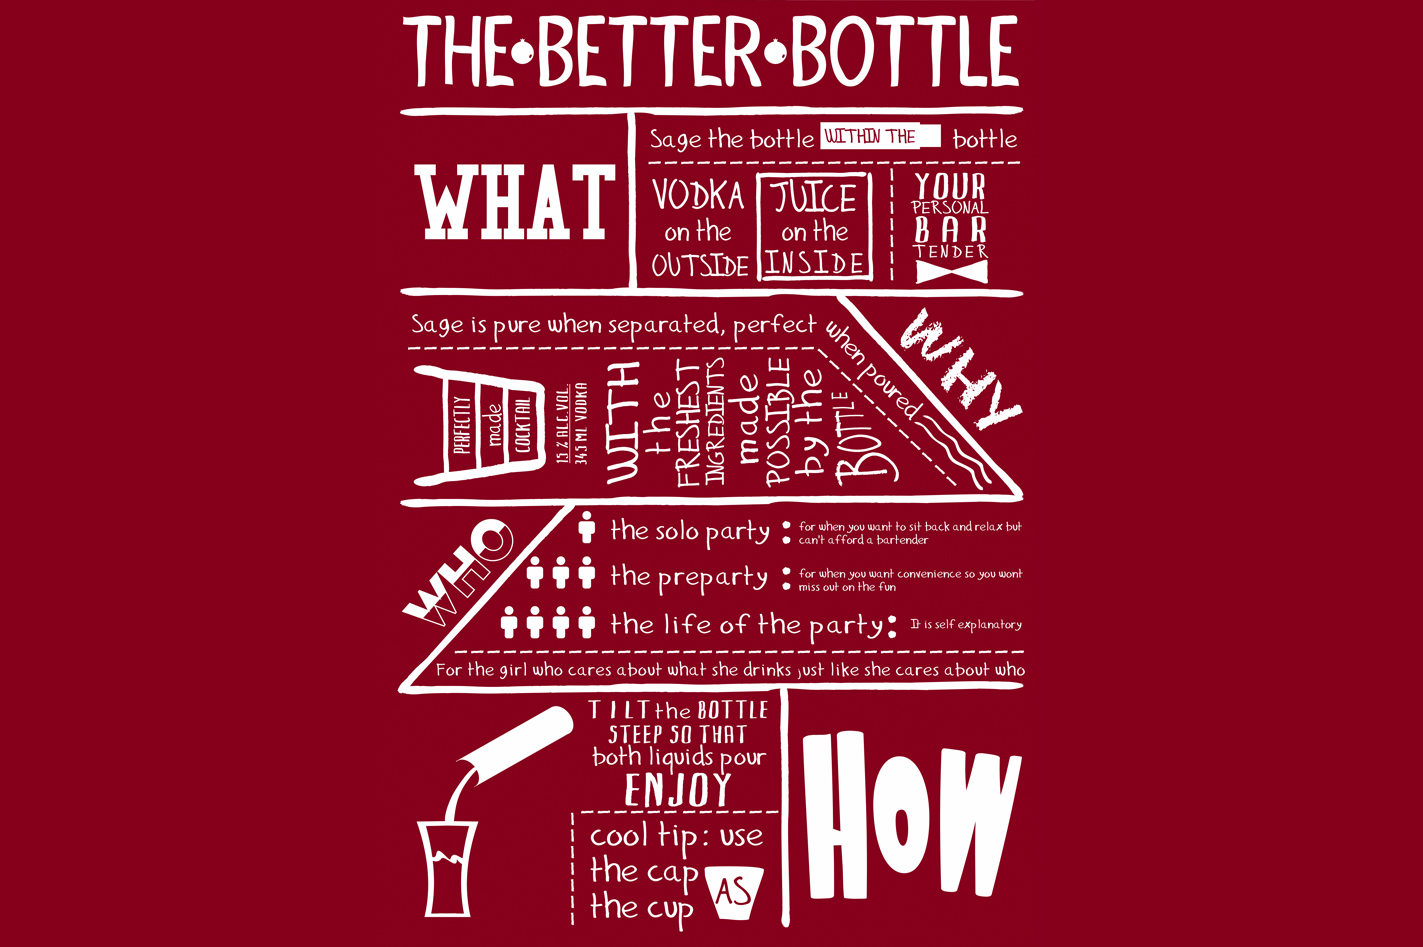 THE BETTER BOTTLE
WHAT
Sage the bottle WITHIN THE bottle
VODKA
on the
OUTSIDE
JUICE
on the
INSIDE
YOUR
PERSONAL
BAR
TENDER
Sage is pure when separated, perfect when poured
WHY
PERFECTLY
made
COCKTAIL
15 % ALC.VOL.
34.5 ML VODKA
WITH
the
FRESHEST
INGREDIENTS
made
POSSIBLE
by the
BOTTLE
WHO
the solo party : for when you want to sit back and relax but
can't afford a bartender
the preparty : for when you want convenience so you wont
miss out on the fun
the life of the party: It is self explanatory
For the girl who cares about what she drinks just like she cares about who
TILT the BOTTLE
STEEP SO THAT
both liquids pour
ENJOY
cool tip: use
the cap AS
the cup
HOW